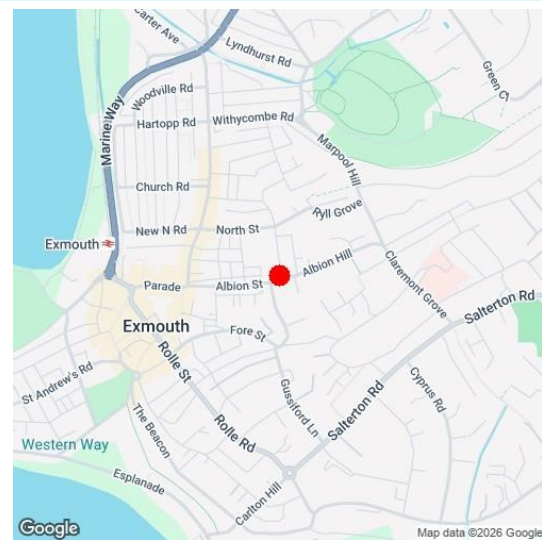 Carter Ave
Lyndhurst Rd
Green Ct
Woodville Rd
Marine Way
Hartopp Rd
Withycombe Rd
Marpool Hill
Church Rd
Ryll Grove
New N Rd
North St
Exmouth
Albion Hill
Claremont Grove
Parade
Albion St
Salterton Rd
Exmouth
Fore St
Rolle St
St Andrew's Rd
Cyprus Rd
Gussiford Ln
Salterton Rd
Rolle Rd
The Beacon
Western Way
Esplanade
Carlton Hill
Google
Map data ©2026 Google